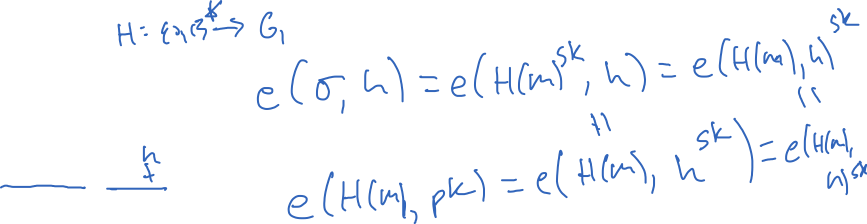 H: {0,1}* → G₁
e(σ, h) = e(H(m)^sk, h) = e(H(m), h)^sk
= =
h
e(H(m), pk) = e(H(m), h^sk) = e(H(m), h)^sk